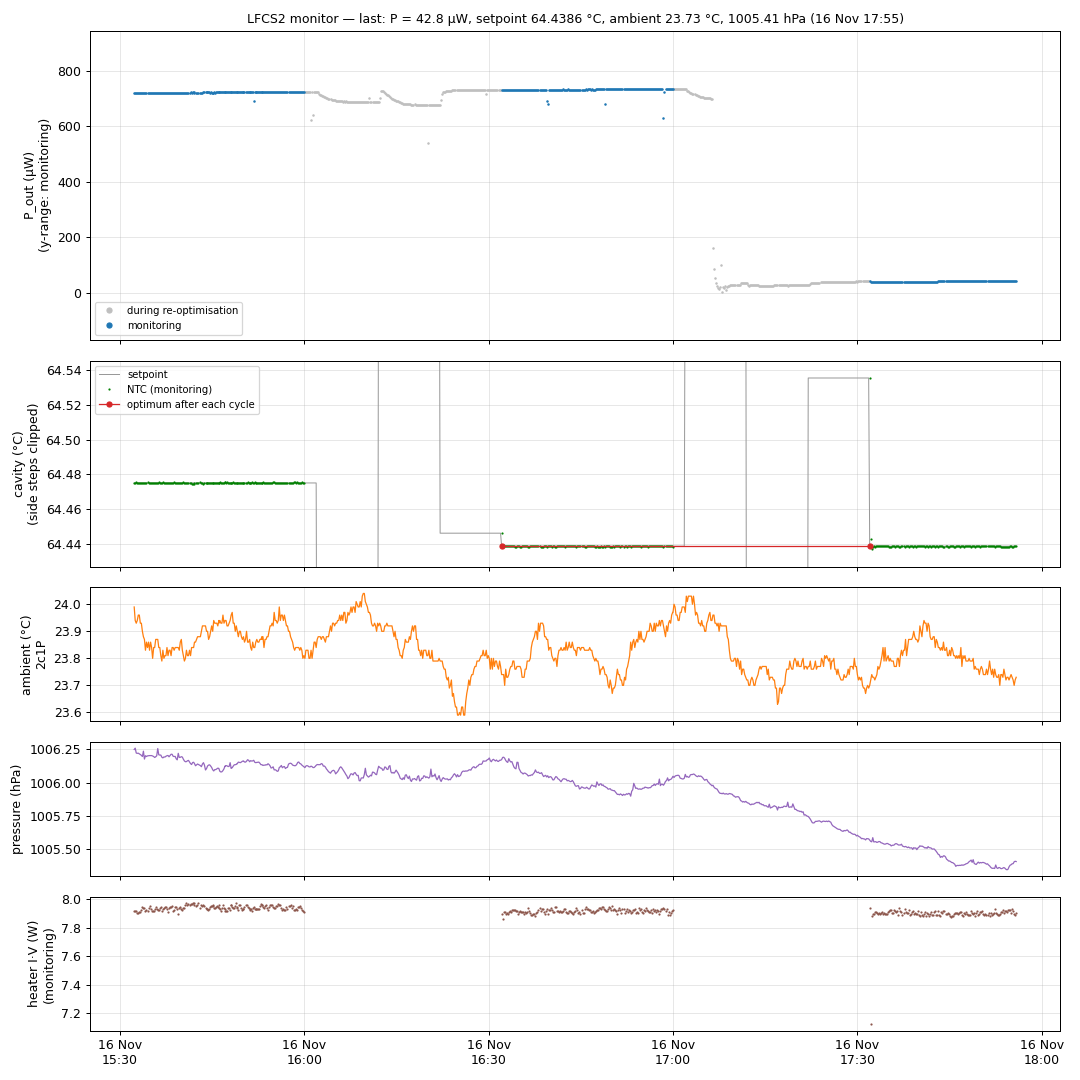 LFCS2 monitor — last: P = 42.8 µW, setpoint 64.4386 °C, ambient 23.73 °C, 1005.41 hPa (16 Nov 17:55)
P_out (µW)
(y-range: monitoring)
800
600
400
200
0
during re-optimisation
monitoring
cavity (°C)
(side steps clipped)
64.54
64.52
64.50
64.48
64.46
64.44
setpoint
NTC (monitoring)
optimum after each cycle
ambient (°C)
2c1P
24.0
23.9
23.8
23.7
23.6
pressure (hPa)
1006.25
1006.00
1005.75
1005.50
heater I·V (W)
(monitoring)
8.0
7.8
7.6
7.4
7.2
16 Nov 16 Nov 16 Nov 16 Nov 16 Nov 16 Nov
15:30 16:00 16:30 17:00 17:30 18:00